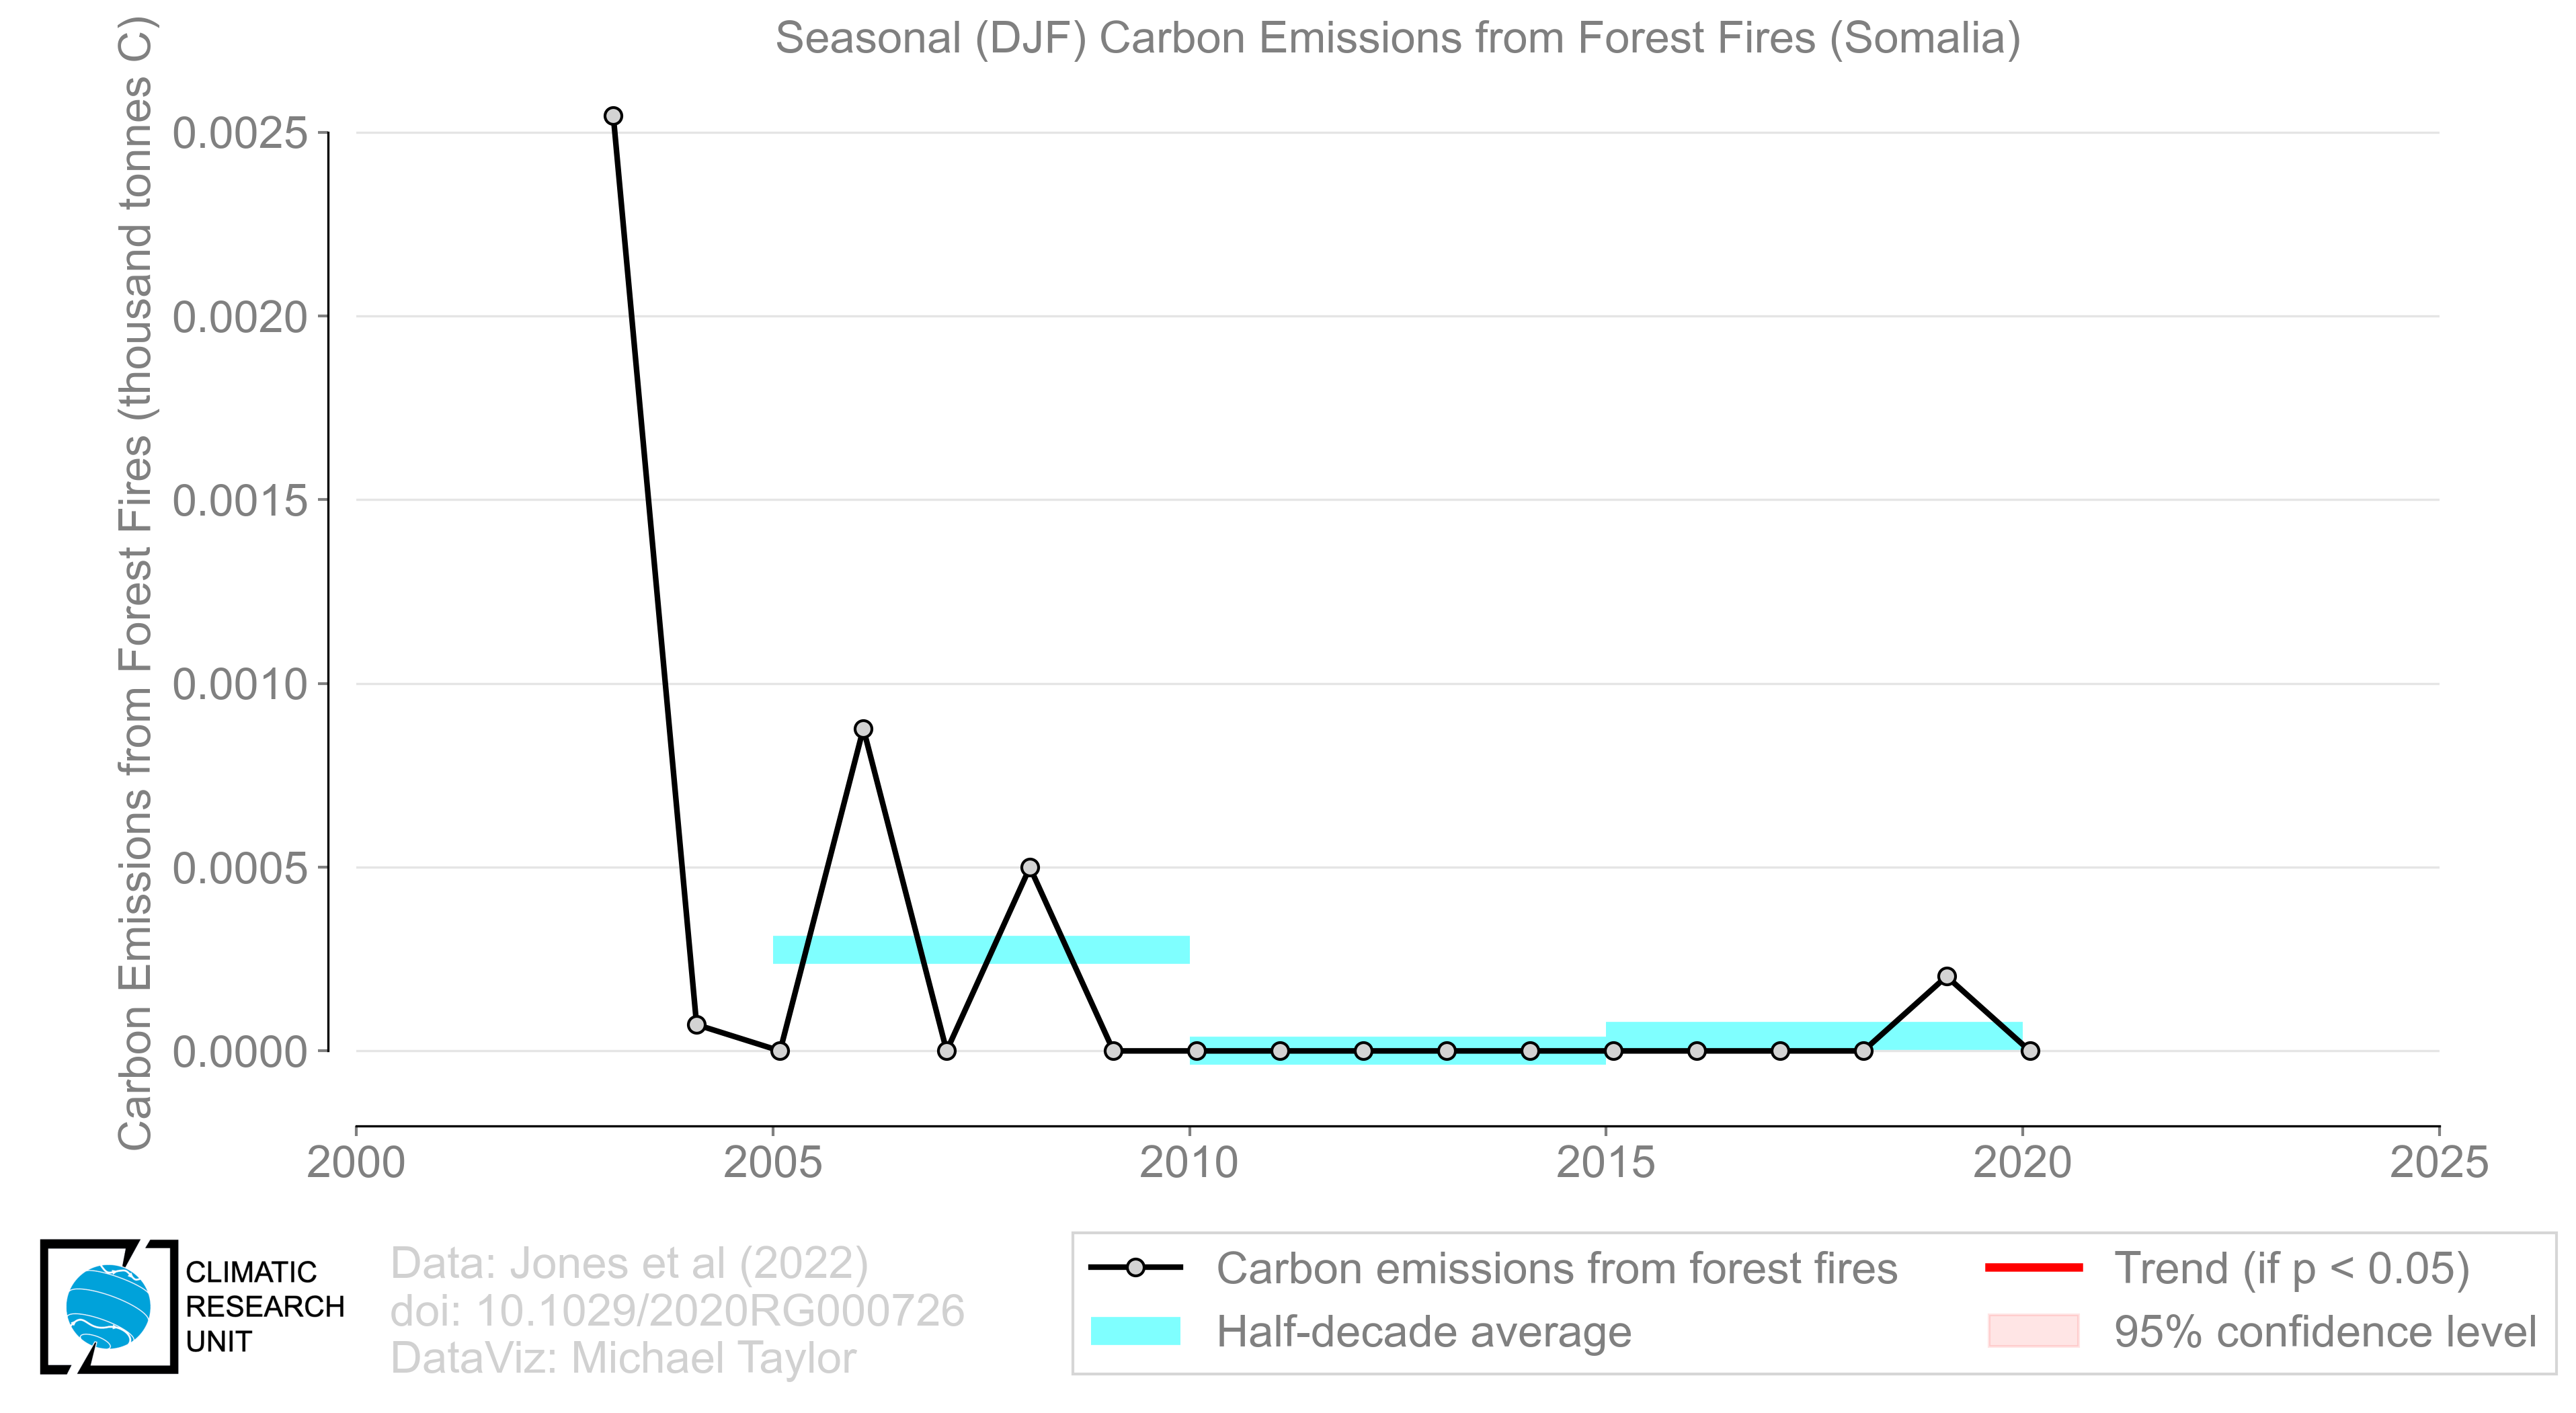 Seasonal (DJF) Carbon Emissions from Forest Fires (Somalia)
Carbon Emissions from Forest Fires (thousand tonnes C)
0.0025
0.0020
0.0015
0.0010
0.0005
0.0000
2000
2005
2010
2015
2020
2025
CLIMATIC
RESEARCH
UNIT
Data: Jones et al (2022)
doi: 10.1029/2020RG000726
DataViz: Michael Taylor
Carbon emissions from forest fires
Half-decade average
Trend (if p < 0.05)
95% confidence level